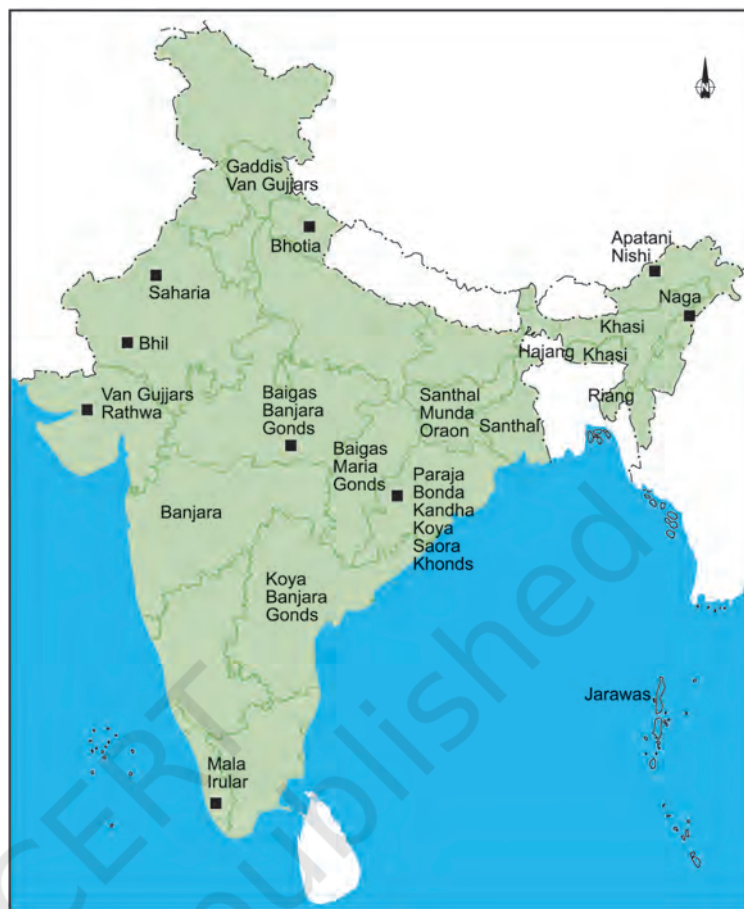 N
Gaddis
Van Gujjars
Bhotia
Apatani
Nishi
Saharia
Naga
Khasi
Bhil
Hajang
Khasi
Van Gujjars
Rathwa
Baigas
Banjara
Gonds
Santhal
Munda
Oraon
Riang
Santhal
Baigas
Maria
Gonds
Paraja
Bonda
Kandha
Koya
Saora
Khonds
Banjara
Koya
Banjara
Gonds
Jarawas
Mala
Irular
CERT
published